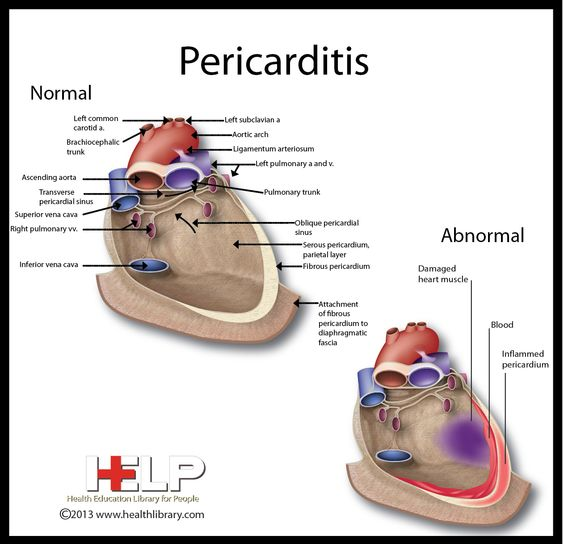 Pericarditis
Normal
Left common
carotid a.
Brachiocephalic
trunk
Left subclavian a
Aortic arch
Ligamentum arteriosum
Left pulmonary a and v.
Ascending aorta
Transverse
pericardial sinus
Superior vena cava
Right pulmonary vv.
Inferior vena cava
Pulmonary trunk
Oblique pericardial
sinus
Serous pericardium,
parietal layer
Fibrous pericardium
Attachment
of fibrous
pericardium to
diaphragmatic
fascia
Abnormal
Damaged
heart muscle
Blood
Inflammed
pericardium
HELP
Health Education Library for People
©2013 www.healthlibrary.com